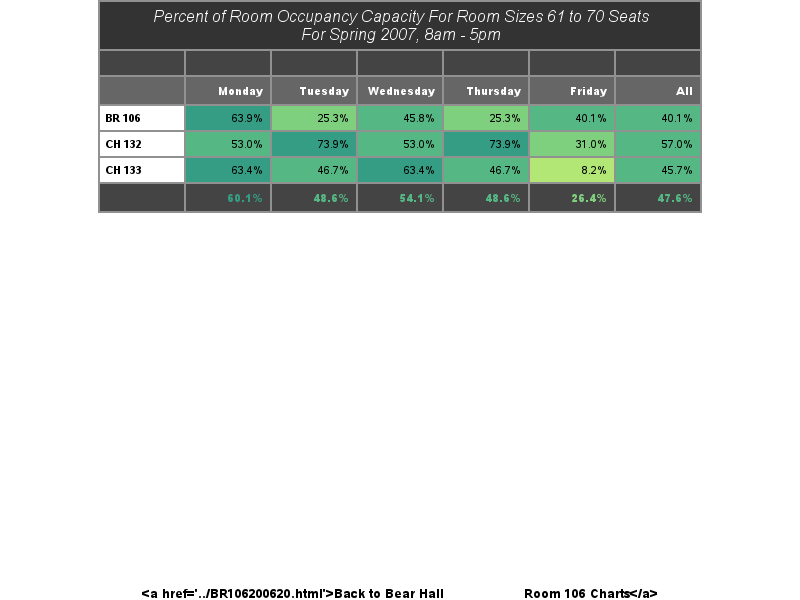 Percent of Room Occupancy Capacity For Room Sizes 61 to 70 Seats
For Spring 2007, 8am - 5pm
Monday Tuesday Wednesday Thursday Friday All
BR 106 63.9% 25.3% 45.8% 25.3% 40.1% 40.1%
CH 132 53.0% 73.9% 53.0% 73.9% 31.0% 57.0%
CH 133 63.4% 46.7% 63.4% 46.7% 8.2% 45.7%
60.1% 48.6% 54.1% 48.6% 26.4% 47.6%
<a href='../BR106200620.html'>Back to Bear Hall Room 106 Charts</a>